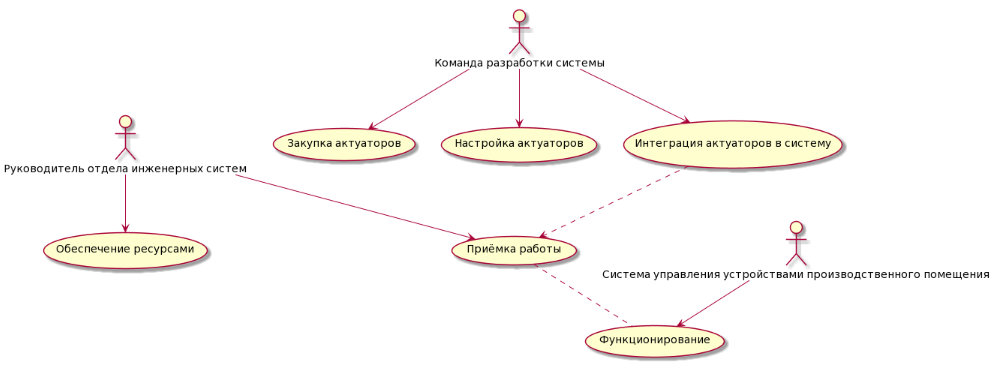 Команда разработки системы
Закупка актуаторов
Настройка актуаторов
Интеграция актуаторов в систему
Руководитель отдела инженерных систем
Обеспечение ресурсами
Приёмка работы
Система управления устройствами производственного помещения
Функционирование